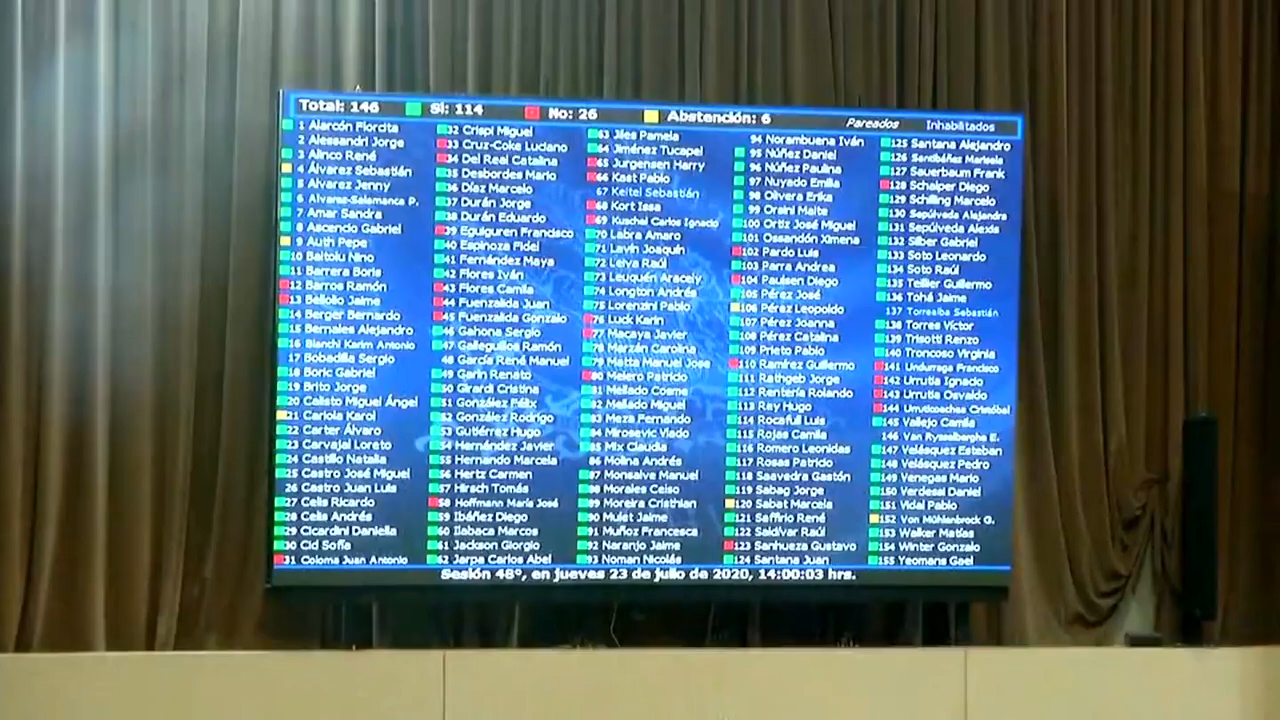 Total: 146 Si: 114 No: 26 Abstención: 6 Pareados Inhabilitados
1 Alarcón Florcita
2 Alessandri Jorge
3 Alinco René
4 Álvarez Sebastián
5 Alvarez Jenny
6 Alvarez-Salamanca P.
7 Amar Sandra
8 Ascencio Gabriel
9 Auth Pepe
10 Baltolu Nino
11 Barrera Boris
12 Barros Ramón
13 Bellolio Jaime
14 Berger Bernardo
15 Bernales Alejandro
16 Bianchi Karim Antonio
17 Bobadilla Sergio
18 Boric Gabriel
19 Brito Jorge
20 Calisto Miguel Ángel
21 Cariola Karol
22 Carter Álvaro
23 Carvajal Loreto
24 Castillo Natalia
25 Castro José Miguel
26 Castro Juan Luis
27 Celis Ricardo
28 Celis Andrés
29 Cicardini Daniella
30 Cid Sofía
31 Coloma Juan Antonio
32 Crispi Miguel
33 Cruz-Coke Luciano
34 Del Real Catalina
35 Desbordes Mario
36 Díaz Marcelo
37 Durán Jorge
38 Durán Eduardo
39 Eguiguren Francisco
40 Espinoza Fidel
41 Fernández Maya
42 Flores Iván
43 Flores Camila
44 Fuenzalida Juan
45 Fuenzalida Gonzalo
46 Gahona Sergio
47 Galleguillos Ramón
48 García René Manuel
49 Garín Renato
50 Girardi Cristina
51 González Félix
52 González Rodrigo
53 Gutiérrez Hugo
54 Hernández Javier
55 Hernando Marcela
56 Hertz Carmen
57 Hirsch Tomás
58 Hoffmann María José
59 Ibáñez Diego
60 Ilabaca Marcos
61 Jackson Giorgio
62 Jarpa Carlos Abel
63 Jiles Pamela
64 Jiménez Tucapel
65 Jurgensen Harry
66 Kast Pablo
67 Keitel Sebastián
68 Kort Issa
69 Kuschel Carlos Ignacio
70 Labra Amaro
71 Lavín Joaquín
72 Leiva Raúl
73 Leuquén Aracely
74 Longton Andrés
75 Lorenzini Pablo
76 Luck Karin
77 Macaya Javier
78 Marzán Carolina
79 Matta Manuel Jose
80 Melero Patricio
81 Mellado Cosme
82 Mellado Miguel
83 Meza Fernando
84 Mirosevic Vlado
85 Mix Claudia
86 Molina Andrés
87 Monsalve Manuel
88 Morales Celso
89 Moreira Cristhian
90 Mulet Jaime
91 Muñoz Francesca
92 Naranjo Jaime
93 Noman Nicolás
94 Norambuena Iván
95 Núñez Daniel
96 Núñez Paulina
97 Nuyado Emilia
98 Olivera Erika
99 Orsini Maite
100 Ortiz José Miguel
101 Ossandón Ximena
102 Pardo Luis
103 Parra Andrea
104 Paulsen Diego
105 Pérez José
106 Pérez Leopoldo
107 Pérez Joanna
108 Pérez Catalina
109 Prieto Pablo
110 Ramírez Guillermo
111 Rathgeb Jorge
112 Rentería Rolando
113 Rey Hugo
114 Rocafull Luis
115 Rojas Camila
116 Romero Leonidas
117 Rosas Patricio
118 Saavedra Gastón
119 Sabag Jorge
120 Sabat Marcela
121 Saffirio René
122 Saldívar Raúl
123 Sanhueza Gustavo
124 Santana Juan
125 Santana Alejandro
126 Santibáñez Marisela
127 Sauerbaum Frank
128 Schalper Diego
129 Schilling Marcelo
130 Sepúlveda Alejandra
131 Sepúlveda Alexis
132 Silber Gabriel
133 Soto Leonardo
134 Soto Raúl
135 Teillier Guillermo
136 Tohá Jaime
137 Torrealba Sebastián
138 Torres Víctor
139 Trisotti Renzo
140 Troncoso Virginia
141 Undurraga Francisco
142 Urrutia Ignacio
143 Urrutia Osvaldo
144 Urruticoechea Cristóbal
145 Vallejo Camila
146 Van Rysselberghe E.
147 Velásquez Esteban
148 Velásquez Pedro
149 Venegas Mario
150 Verdessi Daniel
151 Vidal Pablo
152 Von Mühlenbrock G.
153 Walker Matías
154 Winter Gonzalo
155 Yeomans Gael
Sesión 48°, en jueves 23 de julio de 2020, 14:00:03 hrs.